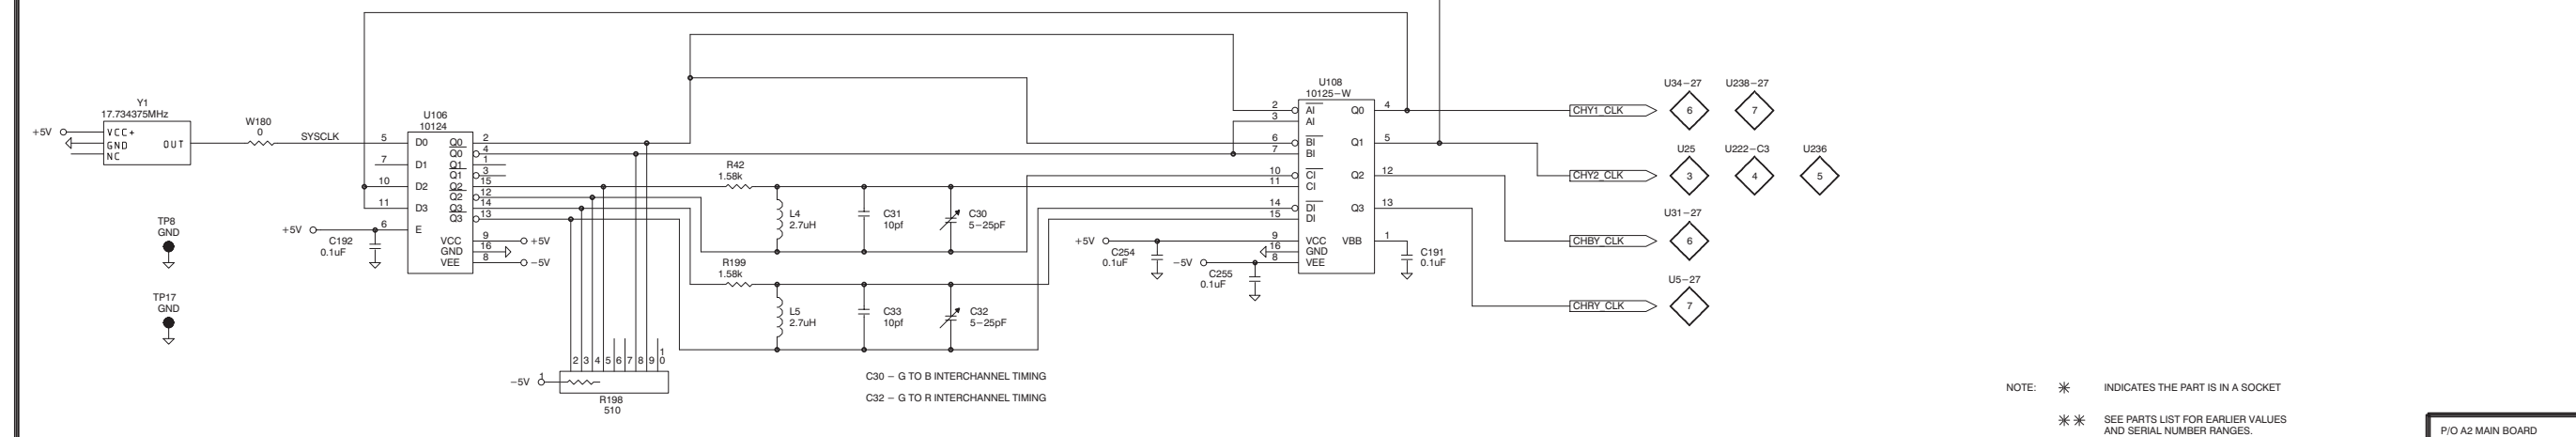 Y1
17.734375MHz
+5V
VCC+
GND
NC
OUT
W180
0
SYSCLK
U106
10124
5 D0 Q0 2
Q0 4
7 D1 Q1 1
Q1 3
10 D2 Q2 15
Q2 12
11 D3 Q3 14
Q3 13
+5V 6 E
C192
0.1uF
VCC 9 +5V
GND 16
VEE 8 −5V
TP8
GND
TP17
GND
R42
1.58k
L4
2.7uH
C31
10pf
C30
5−25pF
R199
1.58k
L5
2.7uH
C33
10pf
C32
5−25pF
−5V 1
2 3 4 5 6 7 8 9 10
R198
510
C30 − G TO B INTERCHANNEL TIMING
C32 − G TO R INTERCHANNEL TIMING
U108
10125−W
2 AI Q0 4
3 AI
6 BI Q1 5
7 BI
10 CI Q2 12
11 CI
14 DI Q3 13
15 DI
+5V 9 VCC VBB 1
16 GND
−5V 8 VEE
C254
0.1uF
C255
0.1uF
C191
0.1uF
U34−27 U238−27
CHY1_CLK 6 7
U25 U222−C3 U236
CHY2_CLK 3 4 5
U31−27
CHBY_CLK 6
U5−27
CHRY_CLK 7
NOTE: ✳ INDICATES THE PART IS IN A SOCKET
✳✳ SEE PARTS LIST FOR EARLIER VALUES
AND SERIAL NUMBER RANGES.
P/O A2 MAIN BOARD